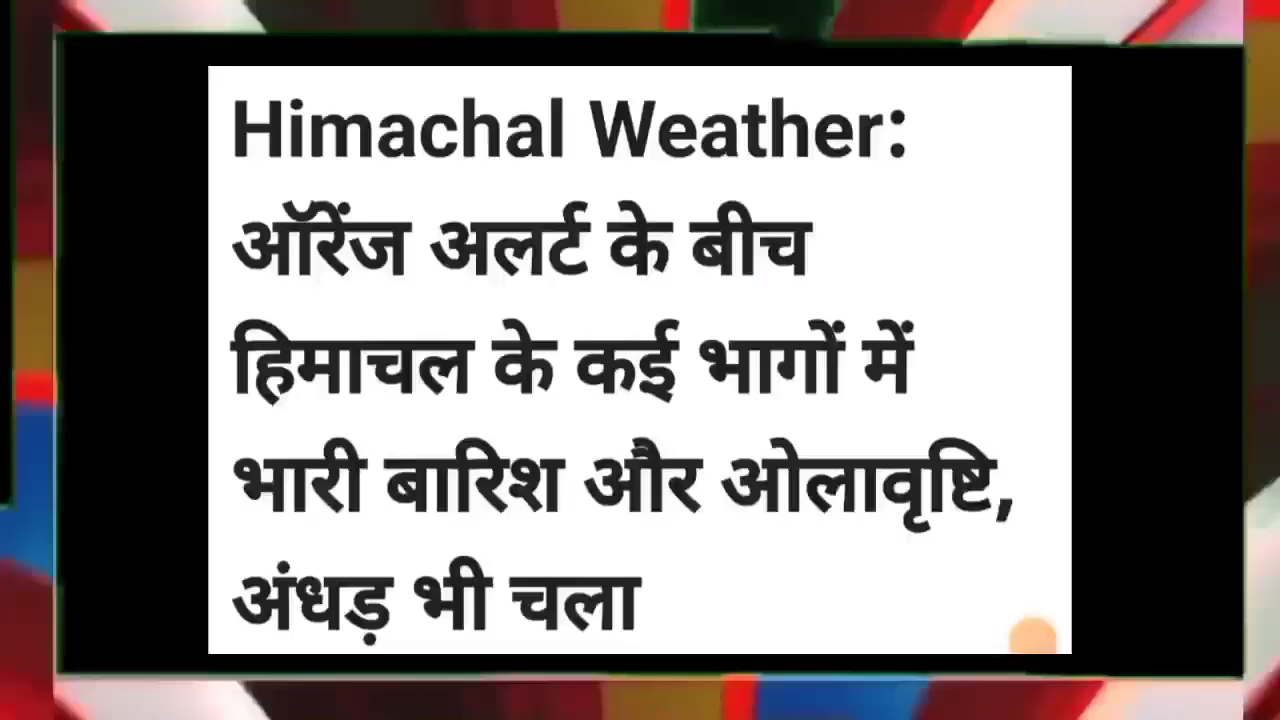 Himachal Weather:
ऑरेंज अलर्ट के बीच
हिमाचल के कई भागों में
भारी बारिश और ओलावृष्टि,
अंधड़ भी चला